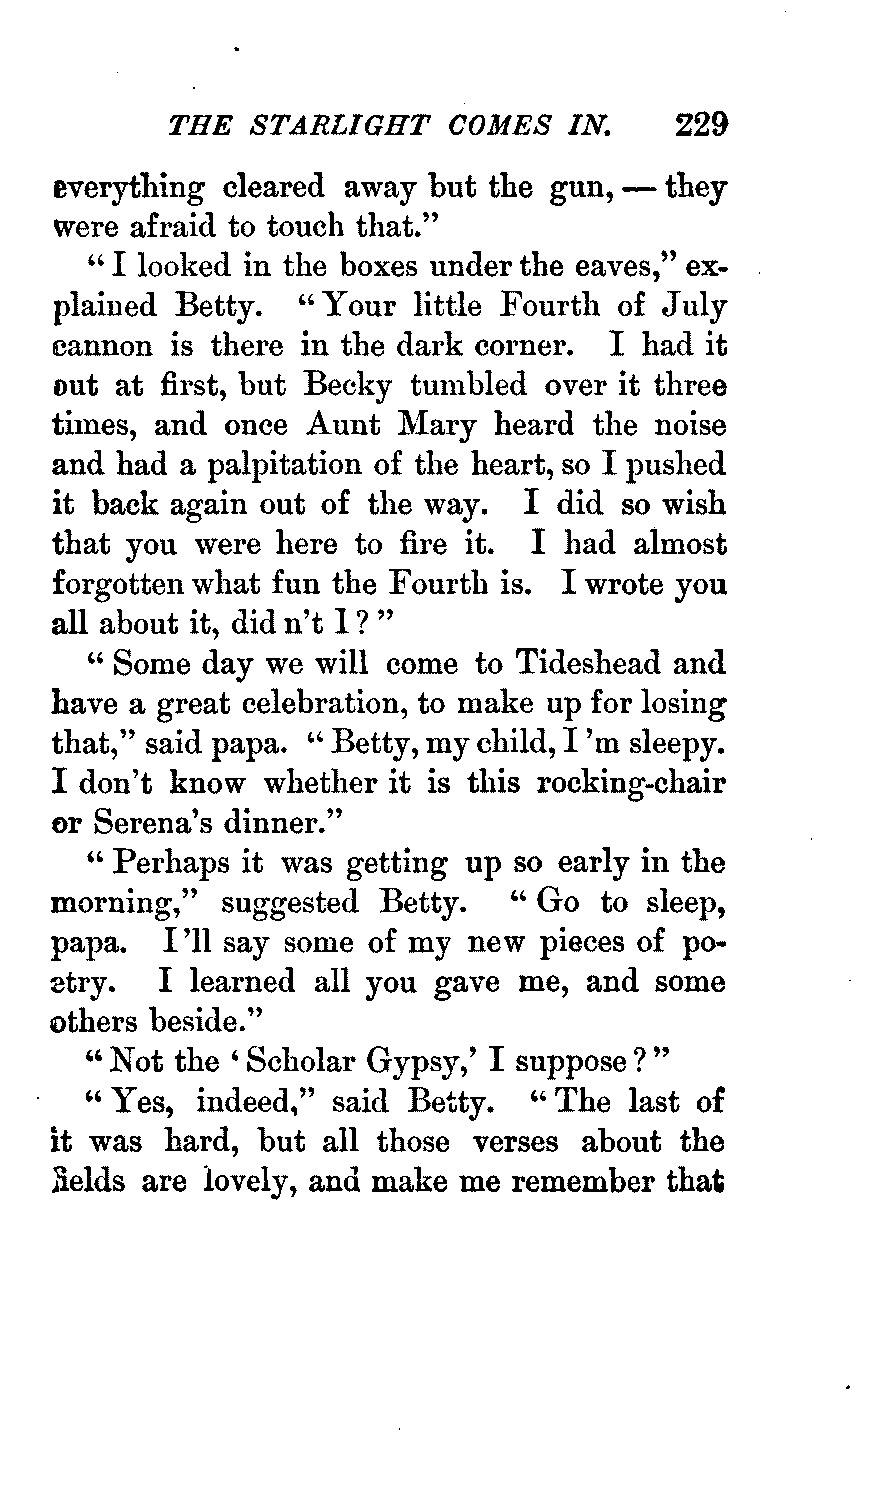 THE STARLIGHT COMES IN. 229
everything cleared away but the gun, — they
were afraid to touch that."
"I looked in the boxes under the eaves," ex-
plained Betty. "Your little Fourth of July
cannon is there in the dark corner. I had it
out at first, but Becky tumbled over it three
times, and once Aunt Mary heard the noise
and had a palpitation of the heart, so I pushed
it back again out of the way. I did so wish
that you were here to fire it. I had almost
forgotten what fun the Fourth is. I wrote you
all about it, did n't I?"
"Some day we will come to Tideshead and
have a great celebration, to make up for losing
that," said papa. "Betty, my child, I 'm sleepy.
I don't know whether it is this rocking-chair
or Serena's dinner."
"Perhaps it was getting up so early in the
morning," suggested Betty. "Go to sleep,
papa. I 'll say some of my new pieces of po-
etry. I learned all you gave me, and some
others beside."
"Not the 'Scholar Gypsy,' I suppose?"
"Yes, indeed," said Betty. "The last of
it was hard, but all those verses about the
fields are lovely, and make me remember that